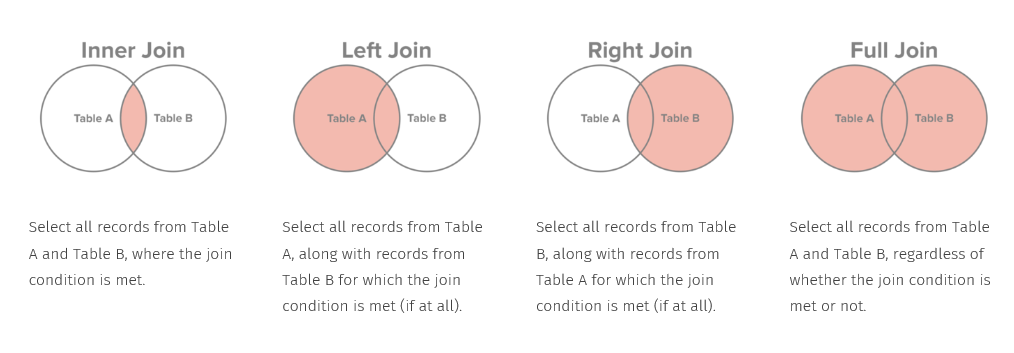 Inner Join
Table A
Table B
Select all records from Table
A and Table B, where the join
condition is met.
Left Join
Table A
Table B
Select all records from Table
A, along with records from
Table B for which the join
condition is met (if at all).
Right Join
Table A
Table B
Select all records from Table
B, along with records from
Table A for which the join
condition is met (if at all).
Full Join
Table A
Table B
Select all records from Table
A and Table B, regardless of
whether the join condition is
met or not.